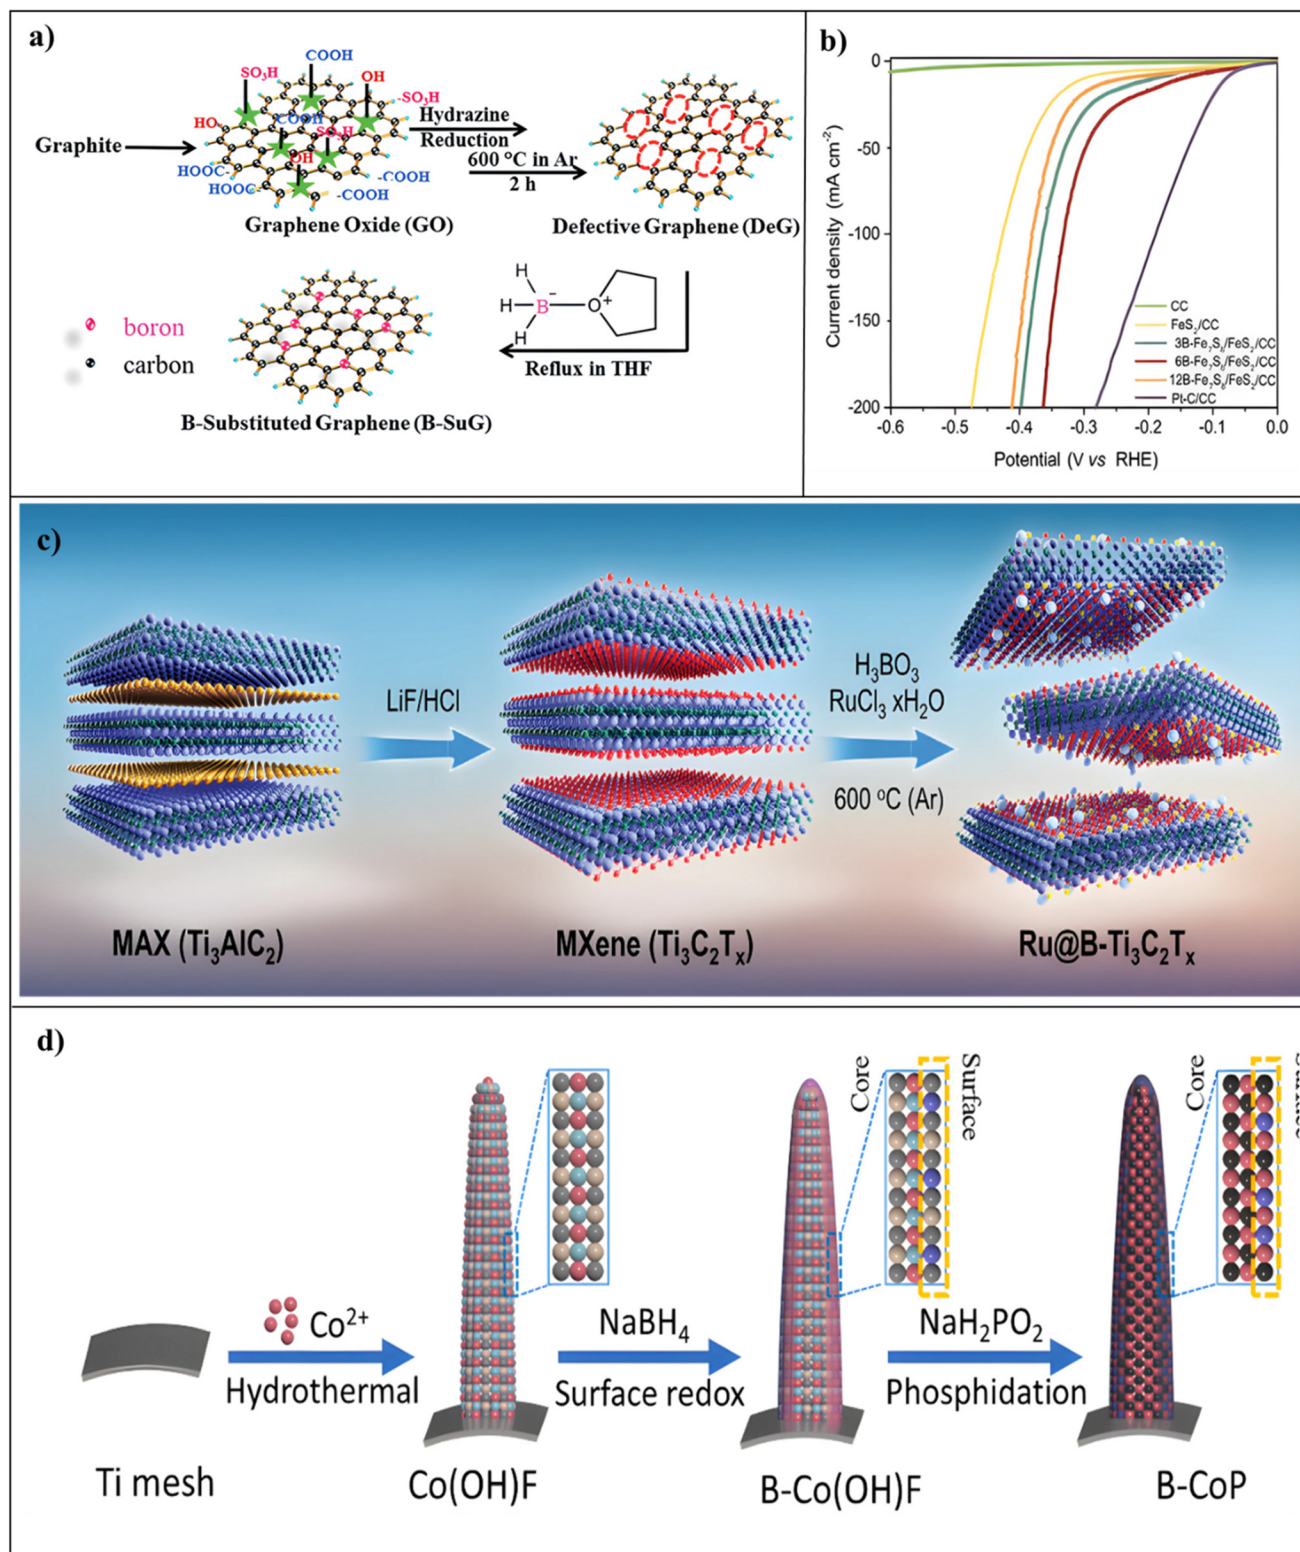 a)
COOH
SO₃H
OH
-SO₃H
HO
COOH
SO₃H
OH
HOOC-
HOOC-
-COOH
-COOH
Graphite
Graphene Oxide (GO)
Hydrazine
Reduction
600 °C in Ar
2 h
Defective Graphene (DeG)
boron
carbon
B-Substituted Graphene (B-SuG)
H
H
H
B
−
O
+
Reflux in THF
b)
Current density (mA cm⁻²)
0
-50
-100
-150
-200
CC
FeS₂/CC
3B-Fe₇S₈/FeS₂/CC
6B-Fe₇S₈/FeS₂/CC
12B-Fe₇S₈/FeS₂/CC
Pt-C/CC
-0.6 -0.5 -0.4 -0.3 -0.2 -0.1 0.0
Potential (V vs RHE)
c)
LiF/HCl
H₃BO₃
RuCl₃ xH₂O
600 °C (Ar)
MAX (Ti₃AlC₂)
MXene (Ti₃C₂Tₓ)
Ru@B-Ti₃C₂Tₓ
d)
Core
Surface
Core
Co²⁺
Hydrothermal
NaBH₄
Surface redox
NaH₂PO₂
Phosphidation
Ti mesh
Co(OH)F
B-Co(OH)F
B-CoP